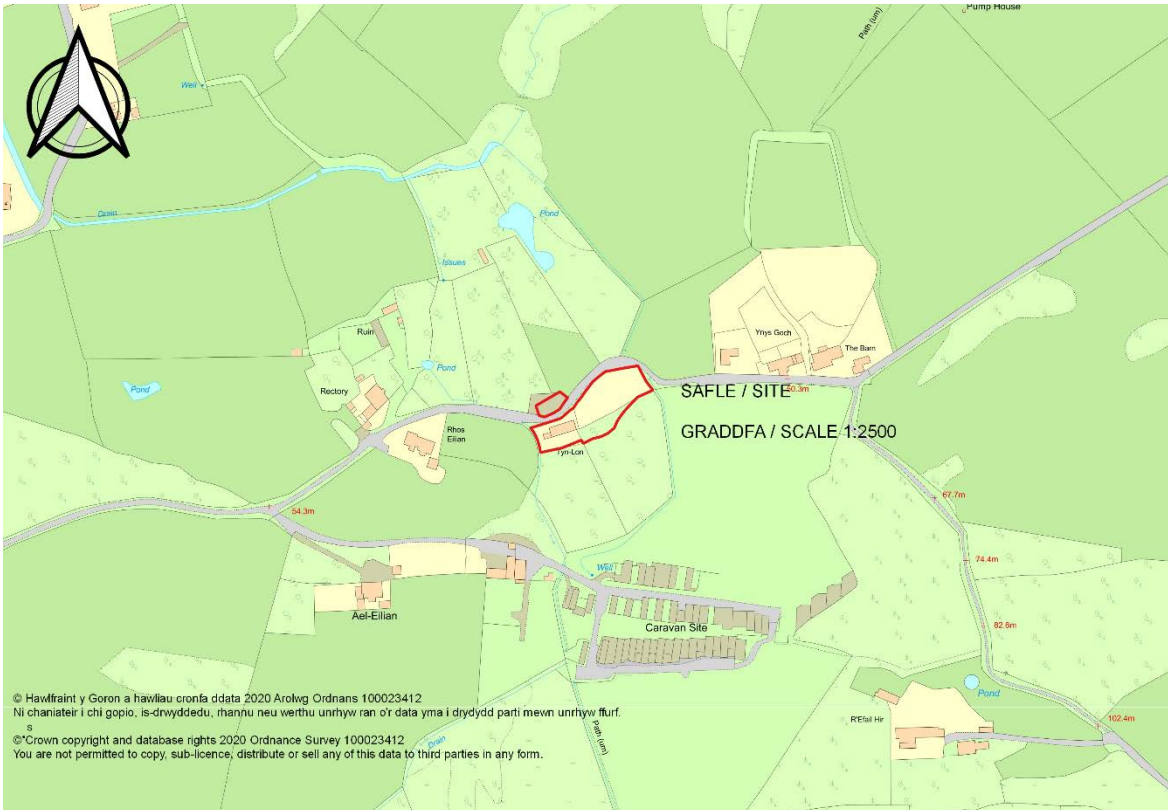 Pump House
Path (um)
Well
Drain
Pond
Issues
Ruin
Ynys Goch
The Barn
Pond
Rectory
Pond
SAFLE / SITE
50.3m
Rhos
Eilian
GRADDFA / SCALE 1:2500
Tyn-Lon
67.7m
54.3m
74.4m
Well
Ael-Eilian
Caravan Site
82.6m
Pond
© Hawlfraint y Goron a hawliau cronfa ddata 2020 Arolwg Ordnans 100023412
Ni chaniateir i chi gopio, is-drwyddedu, rhannu neu werthu unrhyw ran o'r data yma i drydydd parti mewn unrhyw ffurf.
s
©"Crown copyright and database rights 2020 Ordnance Survey 100023412
You are not permitted to copy, sub-licence, distribute or sell any of this data to third parties in any form.
R'Efail Hir
102.4m
Drain
Path (um)